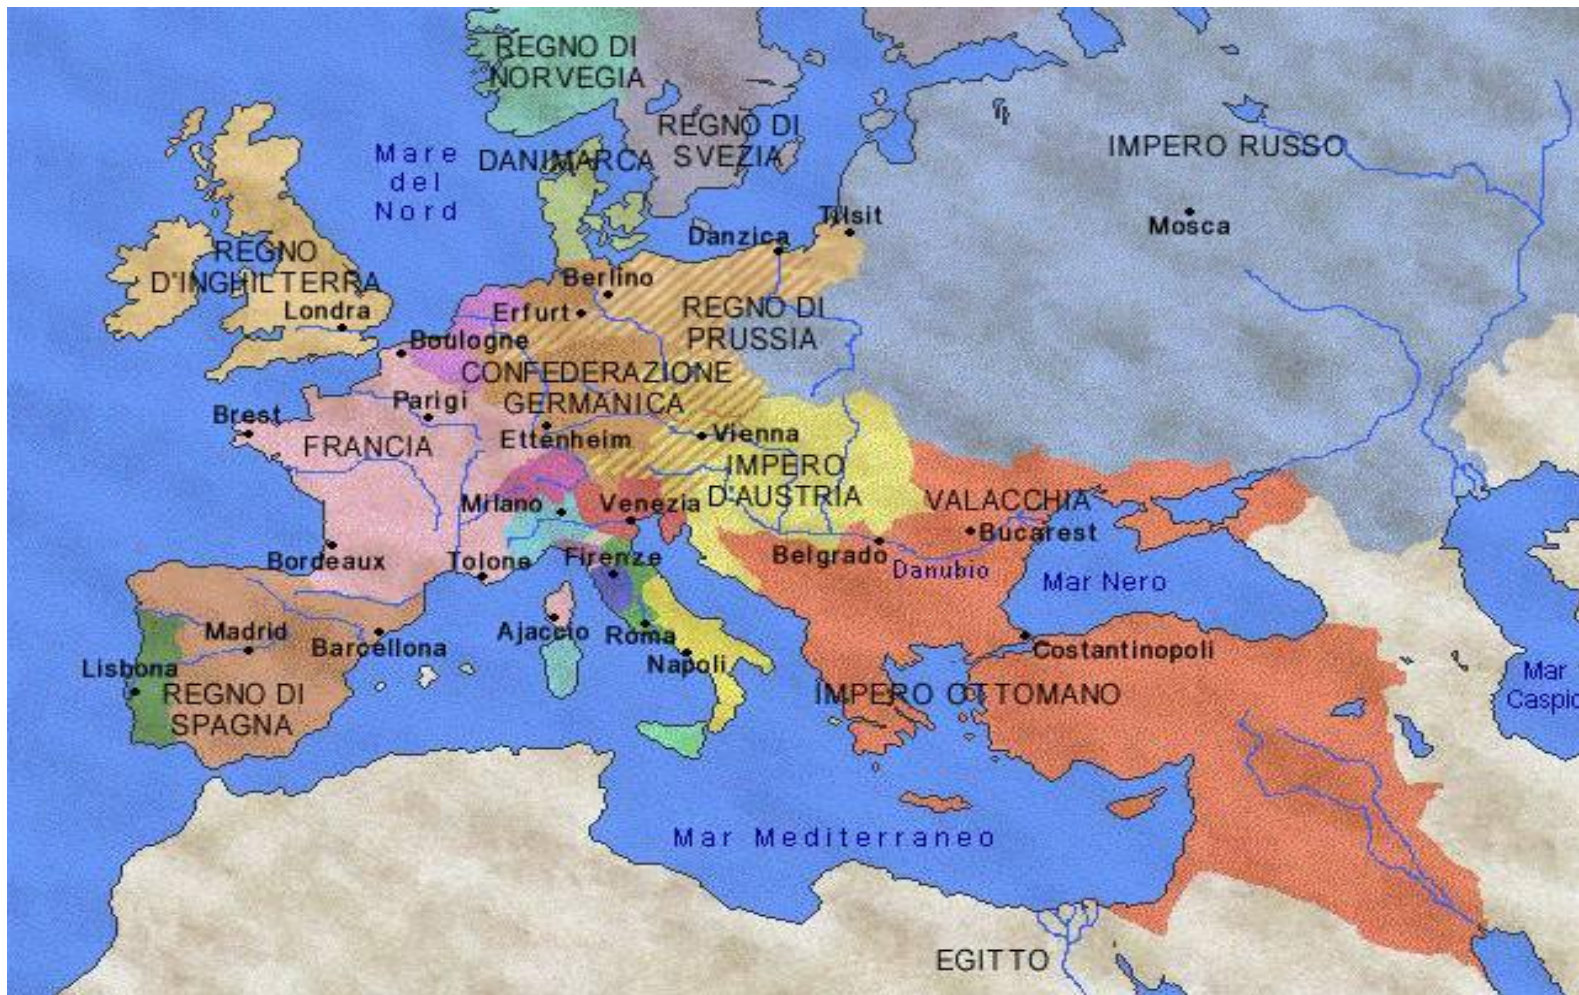 REGNO DI
NORVEGIA
REGNO DI
SVEZIA
DANIMARCA
IMPERO RUSSO
Mare
del
Nord
Mosca
Tilsit
Danzica
REGNO
D'INGHILTERRA
Londra
Berlino
Erfurt
REGNO DI
PRUSSIA
Boulogne
CONFEDERAZIONE
GERMANICA
Parigi
Brest
FRANCIA
Ettenheim
Vienna
IMPERO
D'AUSTRIA
Milano
Venezia
VALACCHIA
Bucarest
Bordeaux
Tolone
Firenze
Belgrado
Danubio
Mar Nero
Madrid
Barcellona
Ajaccio
Roma
Napoli
Costantinopoli
Lisbona
REGNO DI
SPAGNA
IMPERO OTTOMANO
Mar
Caspio
Mar Mediterraneo
EGITTO